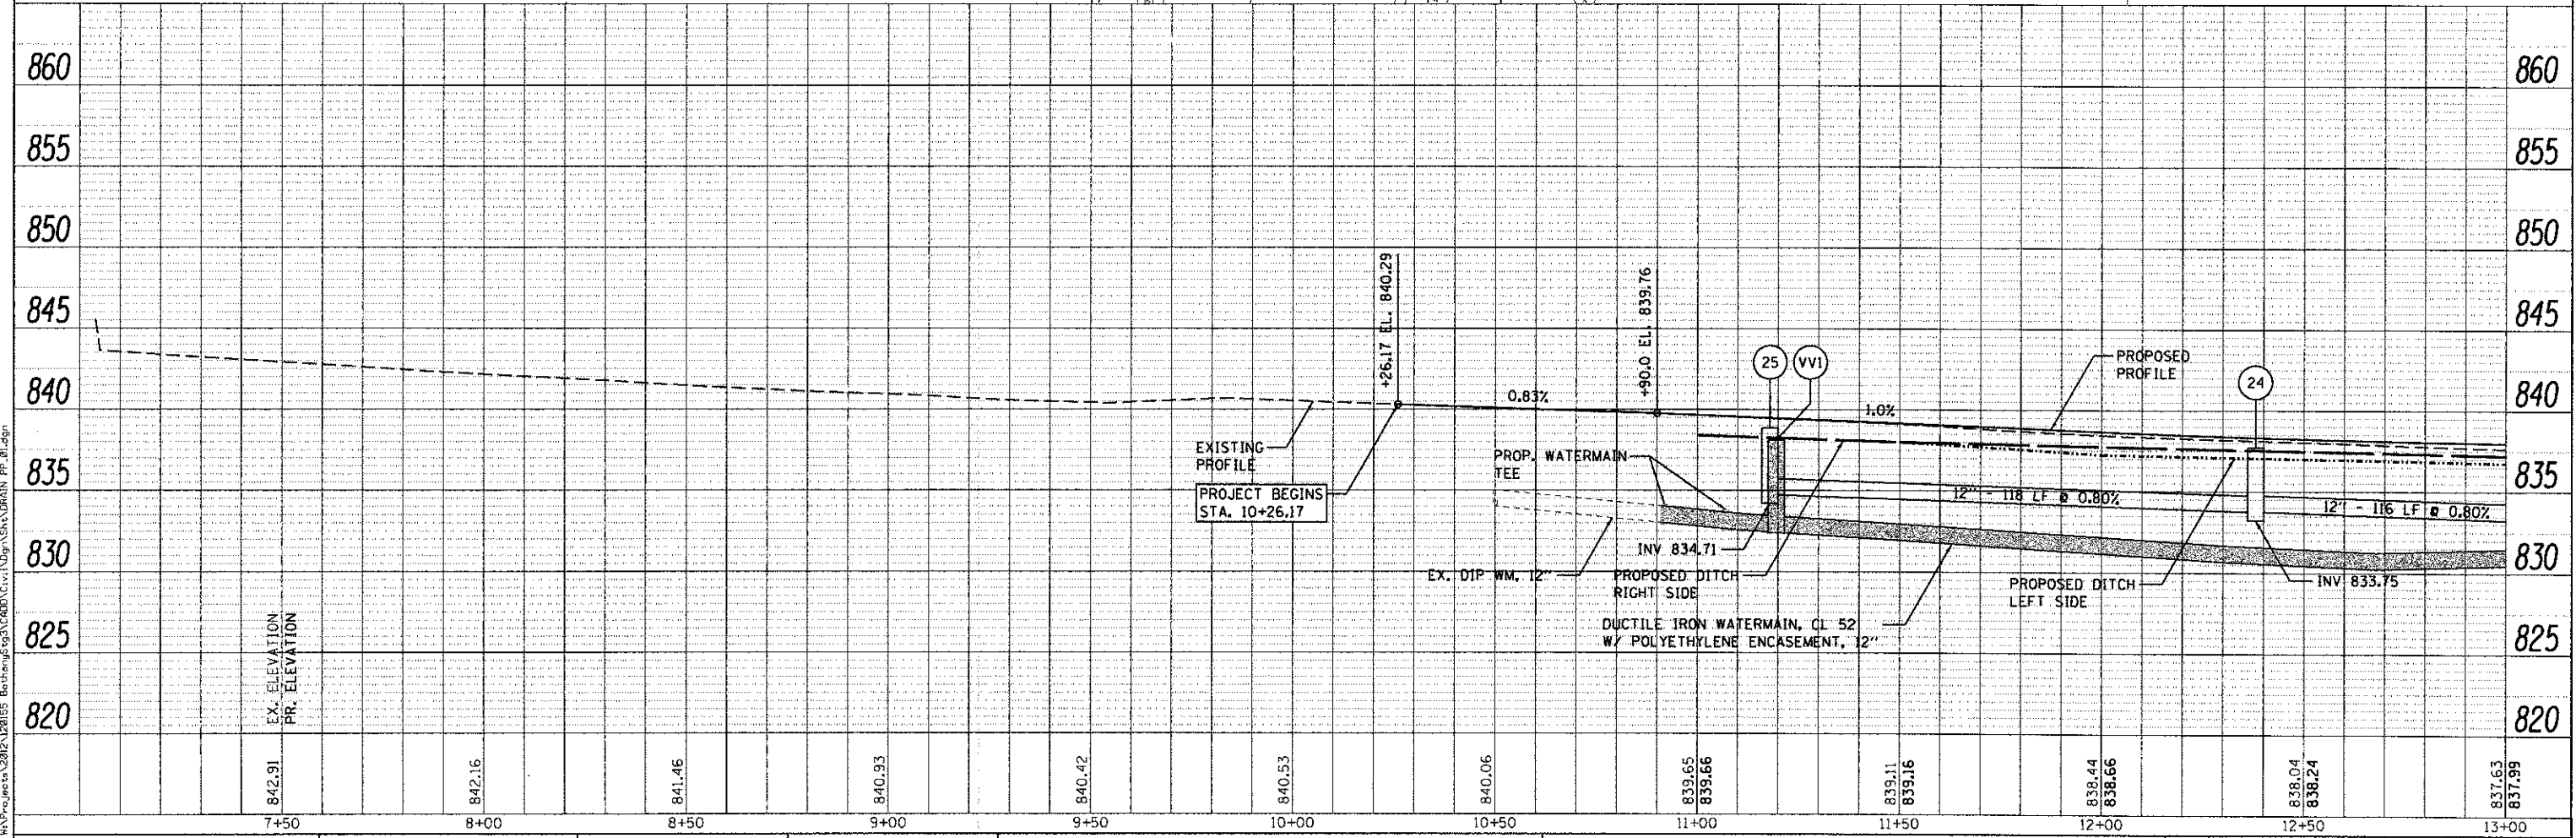 860
860
855
855
850
850
845
845
840
840
835
835
830
830
825
825
820
820
+26.17 EL. 840.29
+90.0 EL. 839.76
25
VV1
24
PROPOSED
PROFILE
0.83%
1.0%
EXISTING
PROFILE
PROJECT BEGINS
STA. 10+26.17
PROP. WATERMAIN
TEE
12" - 118 LF @ 0.80%
12" - 116 LF @ 0.80%
INV 834.71
EX. DIP WM, 12"
PROPOSED DITCH
RIGHT SIDE
PROPOSED DITCH
LEFT SIDE
INV 833.75
DUCTILE IRON WATERMAIN, CL 52
W/ POLYETHYLENE ENCASEMENT, 12"
EX. ELEVATION
PR. ELEVATION
842.91
842.16
841.46
840.93
840.42
840.53
840.06
839.65
839.66
839.11
839.16
838.44
838.66
838.04
838.24
837.63
837.99
7+50
8+00
8+50
9+00
9+50
10+00
10+50
11+00
11+50
12+00
12+50
13+00